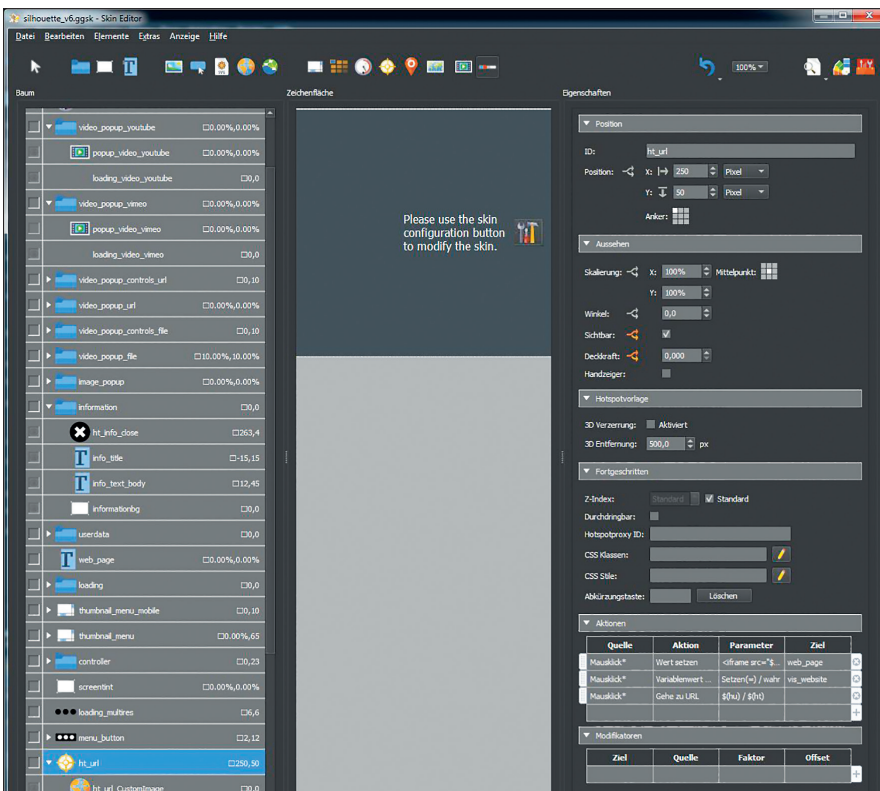 silhouette_v6.ggsk - Skin Editor
Datei Bearbeiten Elemente Extras Anzeige Hilfe
100%
Baum
Zeichenfläche
Eigenschaften
video_popup_youtube 0.00%,0.00%
popup_video_youtube 0.00%,0.00%
loading_video_youtube 0,0
video_popup_vimeo 0.00%,0.00%
popup_video_vimeo 0.00%,0.00%
loading_video_vimeo 0,0
video_popup_controls_url 0,10
video_popup_url 0.00%,0.00%
video_popup_controls_file 0,10
video_popup_file 10.00%,10.00%
image_popup 0.00%,0.00%
information 0,0
ht_info_close 263,4
info_title -15,15
info_text_body 12,45
informationbg 0,0
userdata 0,0
web_page 0.00%,0.00%
loading 0,0
thumbnail_menu_mobile 0,10
thumbnail_menu 0.00%,65
controller 0,23
screentint 0.00%,0.00%
loading_multires 6,6
menu_button 2,12
ht_url 250,50
ht_url_CustomImage 0,0
Please use the skin
configuration button
to modify the skin.
Position
ID: ht_url
Position: X: 250 Pixel
Y: 50 Pixel
Anker:
Aussehen
Skalierung: X: 100% Mittelpunkt:
Y: 100%
Winkel: 0,0
Sichtbar:
Deckkraft: 0,000
Handzeiger:
Hotspotvorlage
3D Verzerrung: Aktiviert
3D Entfernung: 500,0 px
Fortgeschritten
Z-Index: Standard Standard
Durchdringbar:
Hotspotproxy ID:
CSS Klassen:
CSS Stile:
Abkürzungstaste: Löschen
Aktionen
Quelle Aktion Parameter Ziel
Mausklick* Wert setzen <iframe src="$... web_page
Mausklick* Variablenwert ... Setzen(=) / wahr vis_website
Mausklick* Gehe zu URL $(hu) / $(ht)
Modifikatoren
Ziel Quelle Faktor Offset